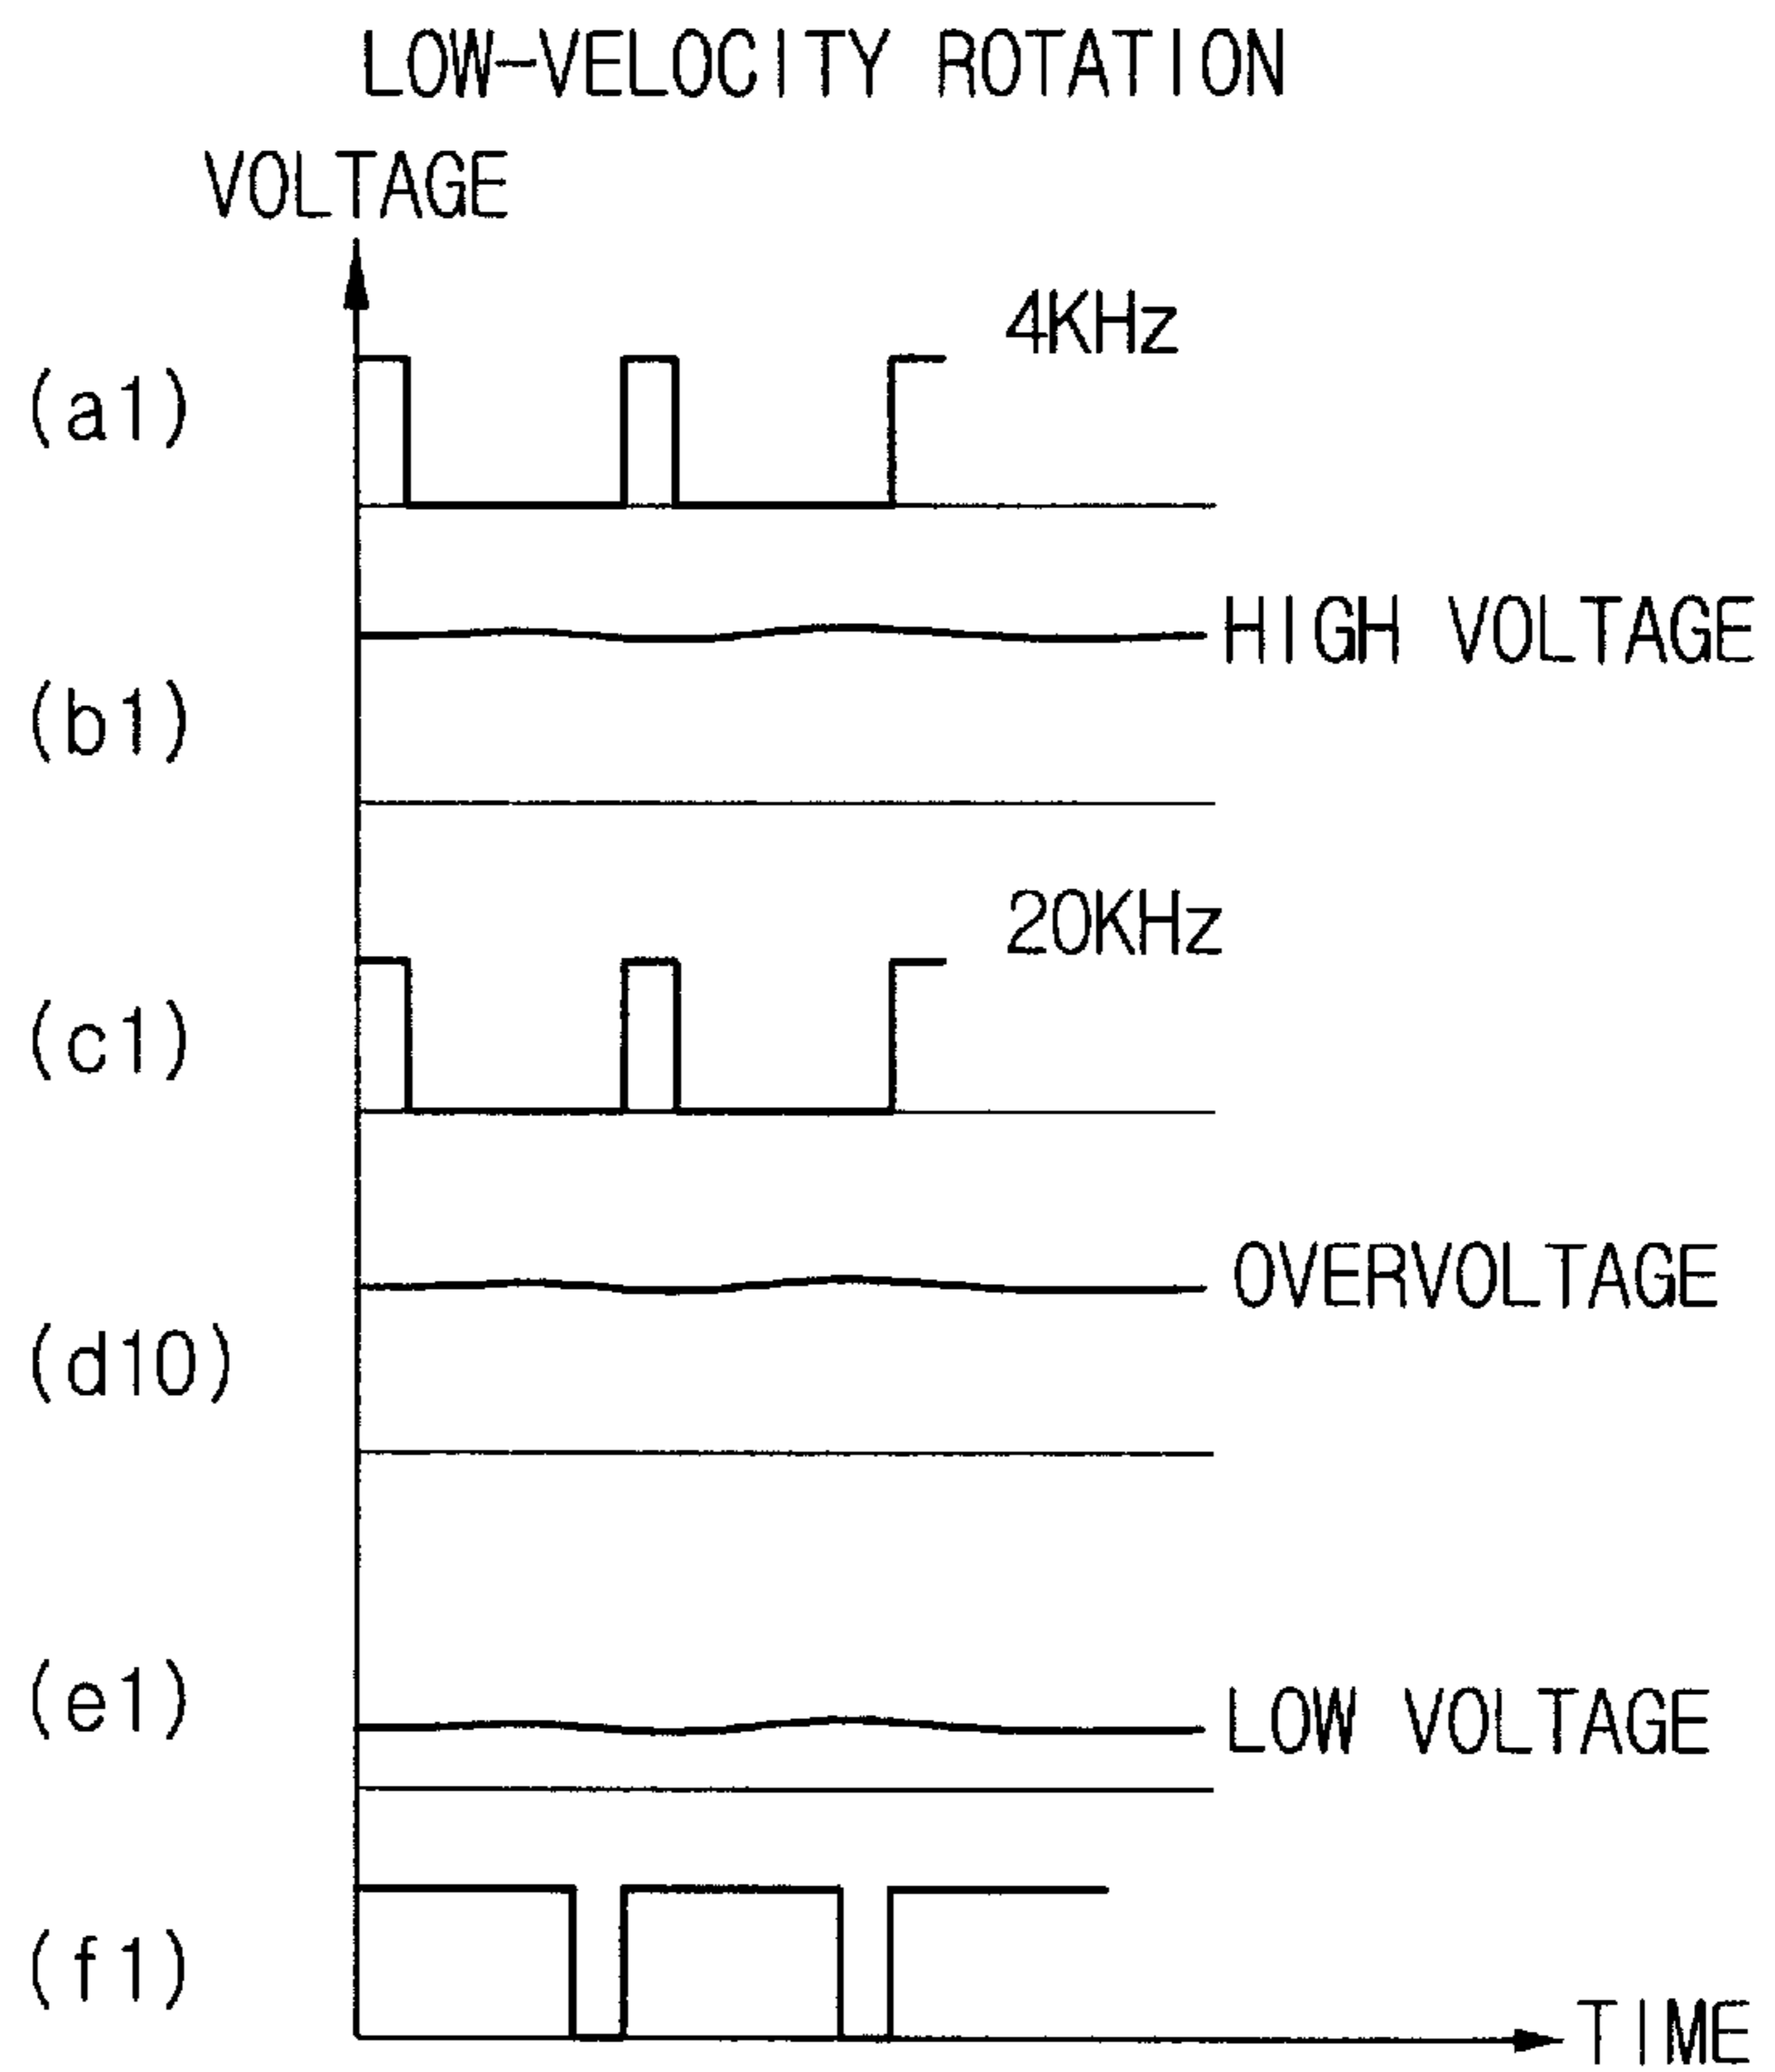 LOW-VELOCITY ROTATION
VOLTAGE
4KHz
(a1)
HIGH VOLTAGE
(b1)
20KHz
(c1)
OVERVOLTAGE
(d10)
(e1)
LOW VOLTAGE
(f1)
TIME